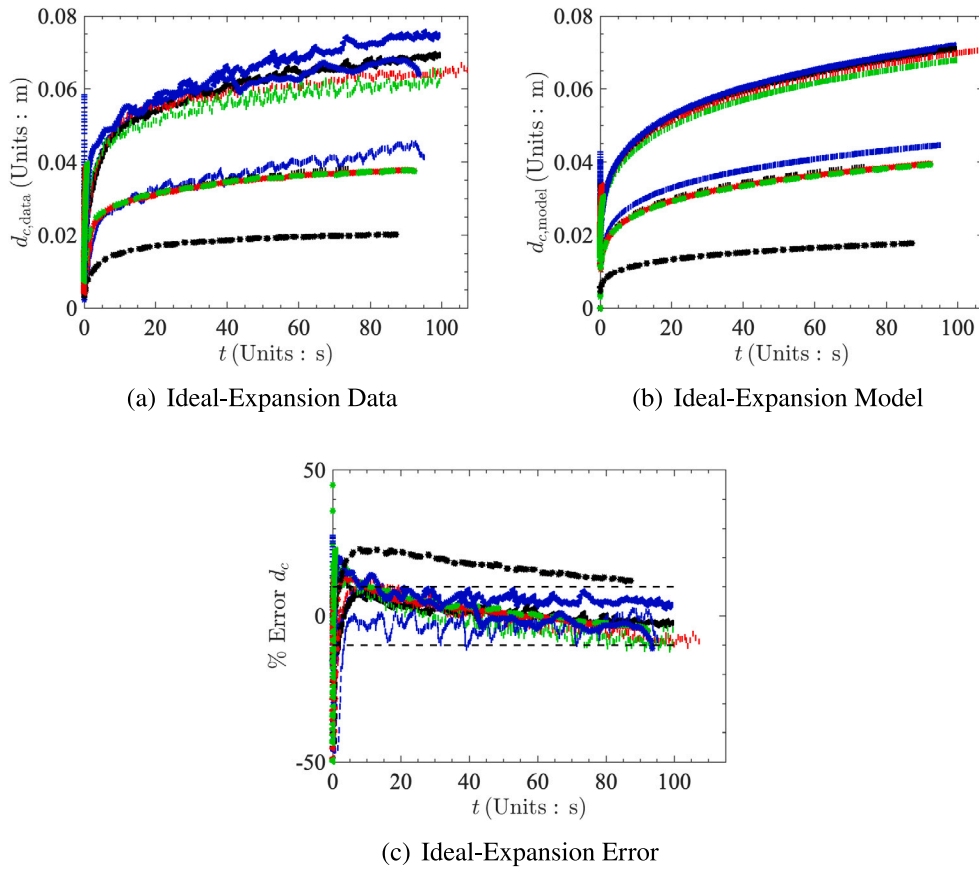 0.08
0.06
0.04
0.02
0
d_{c,data} (Units : m)
0 20 40 60 80 100
t (Units : s)
(a) Ideal-Expansion Data
0.08
0.06
0.04
0.02
0
d_{c,model} (Units : m)
0 20 40 60 80 100
t (Units : s)
(b) Ideal-Expansion Model
50
0
-50
% Error d_c
0 20 40 60 80 100
t (Units : s)
(c) Ideal-Expansion Error